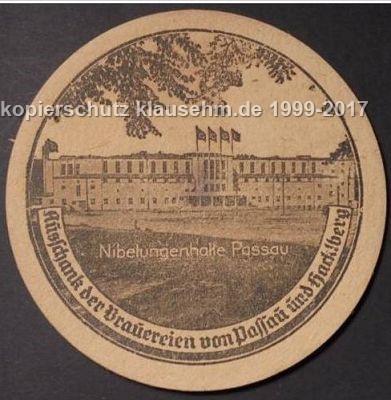 kopierschutz klausehm.de 1999-2017
Nibelungenhalle Passau
Ausschank der Brauereien von Passau und Hacklberg